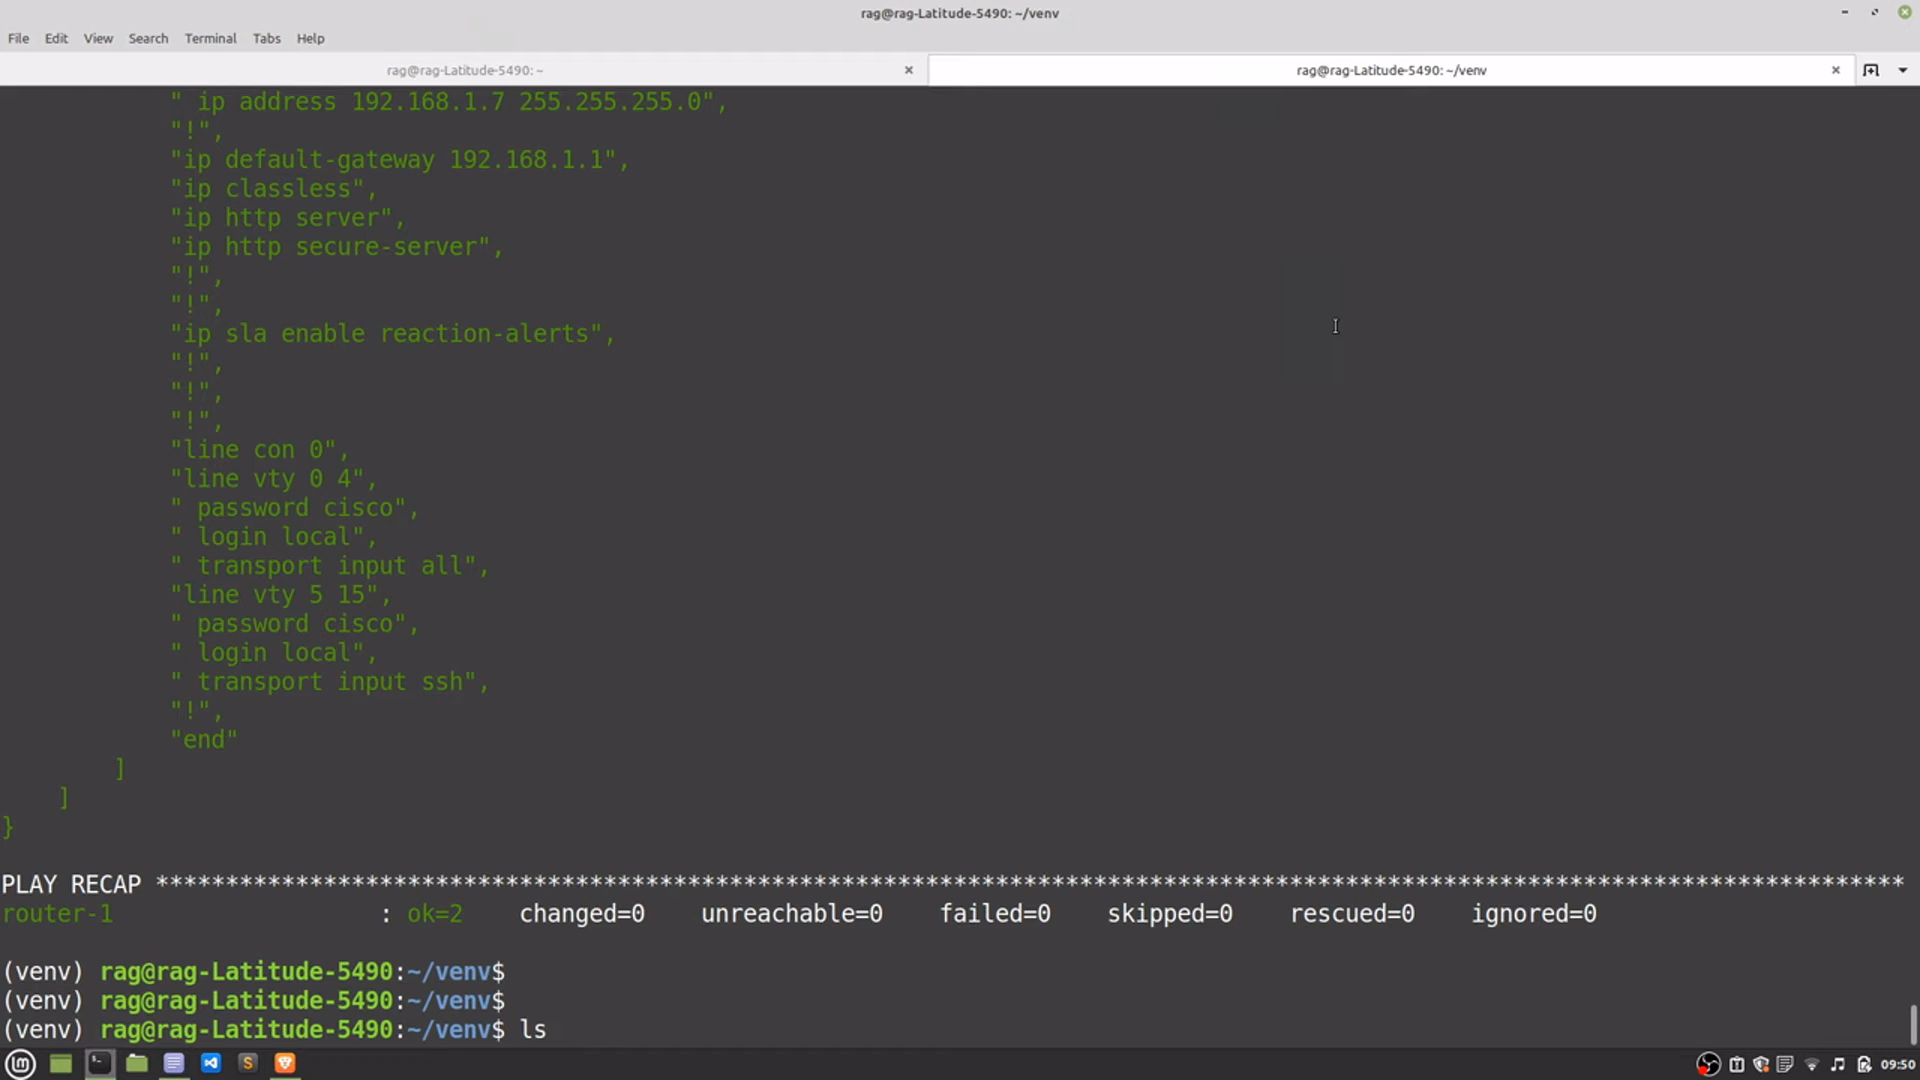 rag@rag-Latitude-5490: ~/venv
File Edit View Search Terminal Tabs Help
rag@rag-Latitude-5490: ~
rag@rag-Latitude-5490: ~/venv
" ip address 192.168.1.7 255.255.255.0",
"!",
"ip default-gateway 192.168.1.1",
"ip classless",
"ip http server",
"ip http secure-server",
"!",
"!",
"ip sla enable reaction-alerts",
"!",
"!",
"!",
"line con 0",
"line vty 0 4",
" password cisco",
" login local",
" transport input all",
"line vty 5 15",
" password cisco",
" login local",
" transport input ssh",
"!",
"end"
]
]
}
PLAY RECAP *****************************************************************************************************************************
router-1 : ok=2 changed=0 unreachable=0 failed=0 skipped=0 rescued=0 ignored=0
(venv) rag@rag-Latitude-5490:~/venv$
(venv) rag@rag-Latitude-5490:~/venv$
(venv) rag@rag-Latitude-5490:~/venv$ ls
09:50